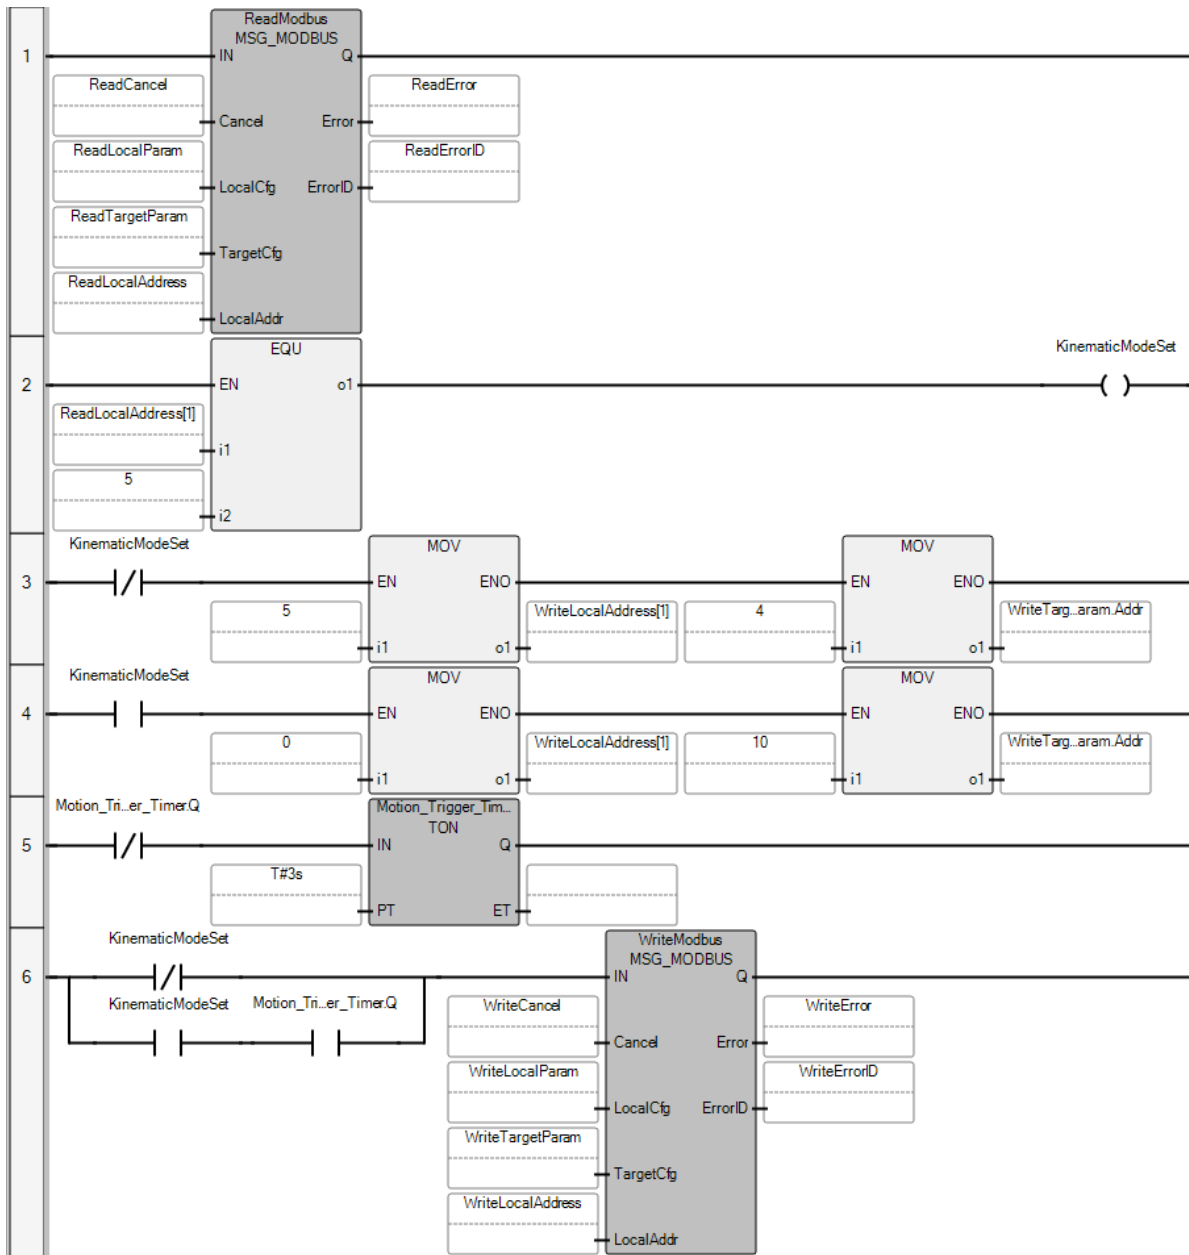 1
ReadModbus
MSG_MODBUS
IN Q
ReadCancel ReadError
Cancel Error
ReadLocalParam ReadErrorID
LocalCfg ErrorID
ReadTargetParam
TargetCfg
ReadLocalAddress
LocalAddr
2
EQU
KinematicModeSet
EN o1
ReadLocalAddress[1]
i1
5
i2
3
KinematicModeSet MOV MOV
EN ENO EN ENO
5 WriteLocalAddress[1] 4 WriteTarg...aram.Addr
i1 o1 i1 o1
4
KinematicModeSet MOV MOV
EN ENO EN ENO
0 WriteLocalAddress[1] 10 WriteTarg...aram.Addr
i1 o1 i1 o1
5
Motion_Tri...er_Timer.Q Motion_Trigger_Tim...
TON
IN Q
T#3s
PT ET
6
KinematicModeSet WriteModbus
MSG_MODBUS
IN Q
KinematicModeSet Motion_Tri...er_Timer.Q WriteCancel WriteError
Cancel Error
WriteLocalParam WriteErrorID
LocalCfg ErrorID
WriteTargetParam
TargetCfg
WriteLocalAddress
LocalAddr